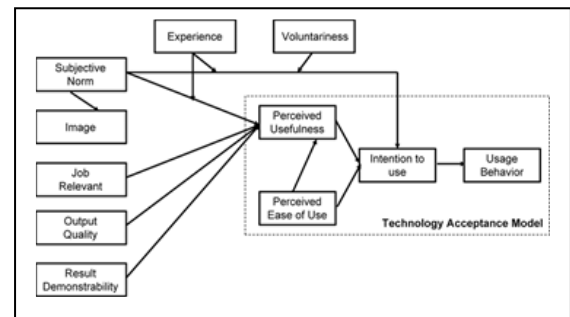 Experience
Voluntariness
Subjective
Norm
Image
Job
Relevant
Output
Quality
Result
Demonstrability
Perceived
Usefulness
Perceived
Ease of Use
Intention to
use
Usage
Behavior
Technology Acceptance Model